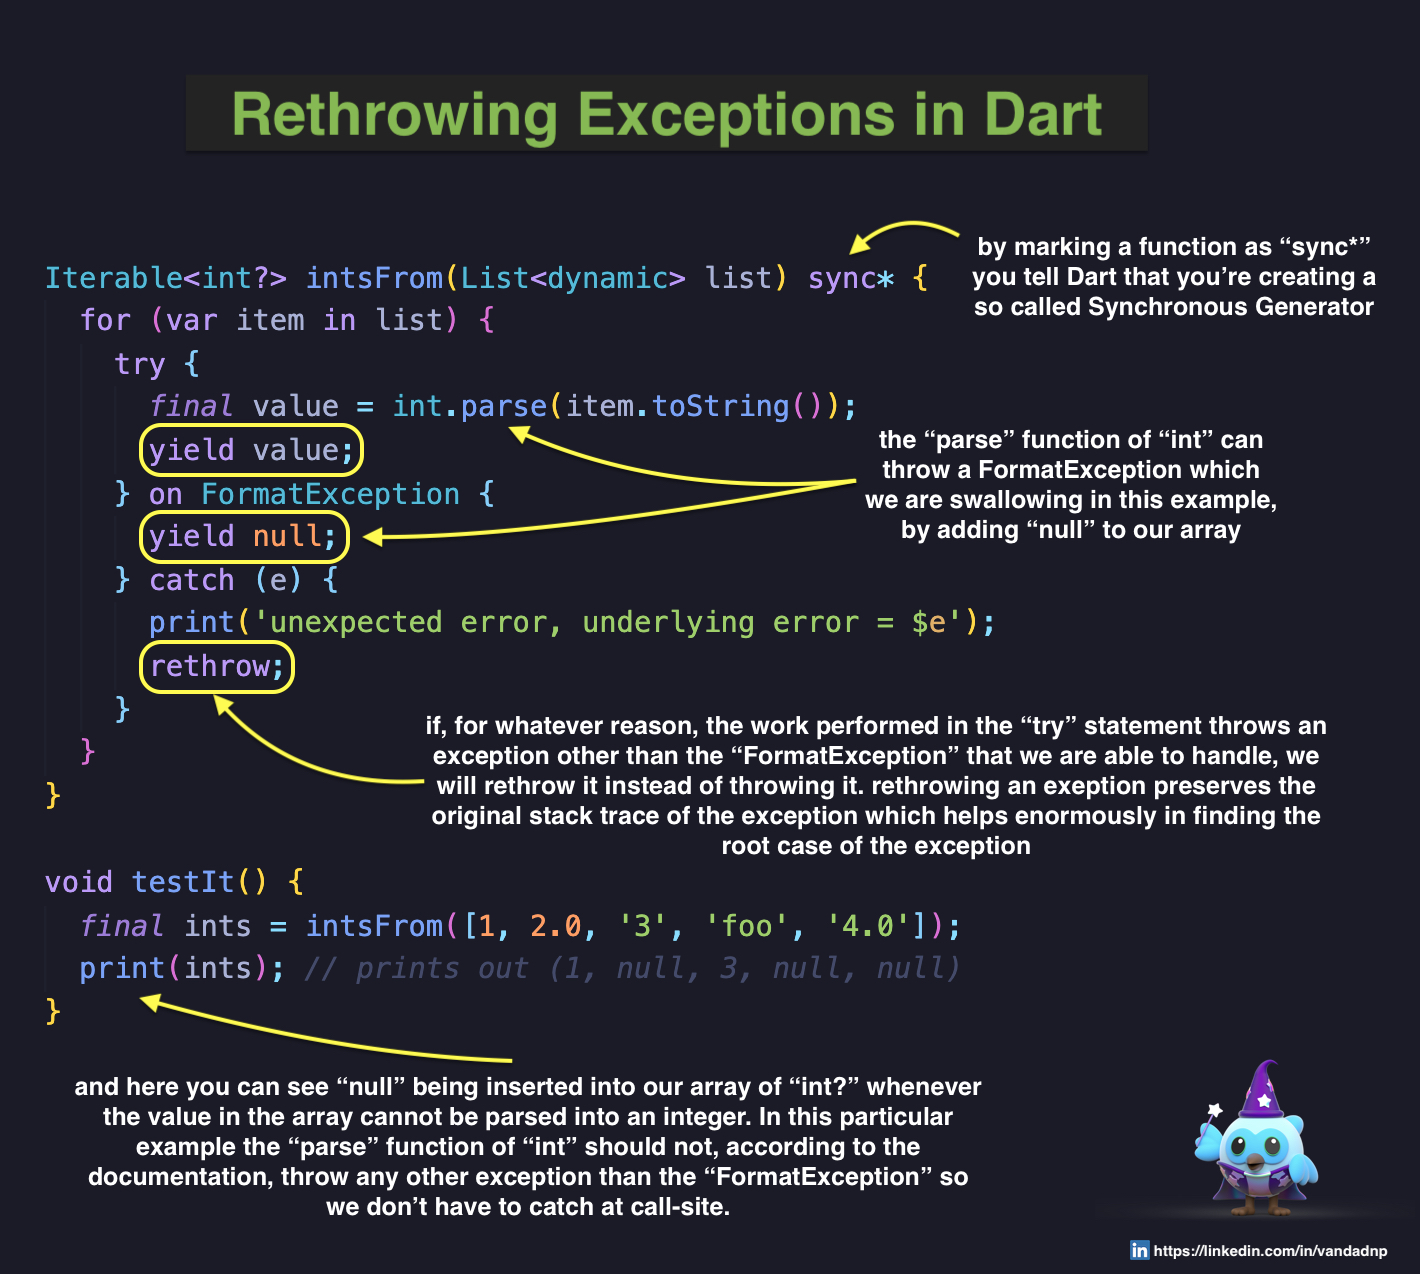 Rethrowing Exceptions in Dart
by marking a function as “sync*”
you tell Dart that you’re creating a
so called Synchronous Generator
Iterable<int?> intsFrom(List<dynamic> list) sync* {
for (var item in list) {
try {
final value = int.parse(item.toString());
yield value;
} on FormatException {
yield null;
} catch (e) {
print('unexpected error, underlying error = $e');
rethrow;
}
}
}
the “parse” function of “int” can
throw a FormatException which
we are swallowing in this example,
by adding “null” to our array
if, for whatever reason, the work performed in the “try” statement throws an
exception other than the “FormatException” that we are able to handle, we
will rethrow it instead of throwing it. rethrowing an exeption preserves the
original stack trace of the exception which helps enormously in finding the
root case of the exception
void testIt() {
final ints = intsFrom([1, 2.0, '3', 'foo', '4.0']);
print(ints); // prints out (1, null, 3, null, null)
}
and here you can see “null” being inserted into our array of “int?” whenever
the value in the array cannot be parsed into an integer. In this particular
example the “parse” function of “int” should not, according to the
documentation, throw any other exception than the “FormatException” so
we don’t have to catch at call-site.
in https://linkedin.com/in/vandadnp